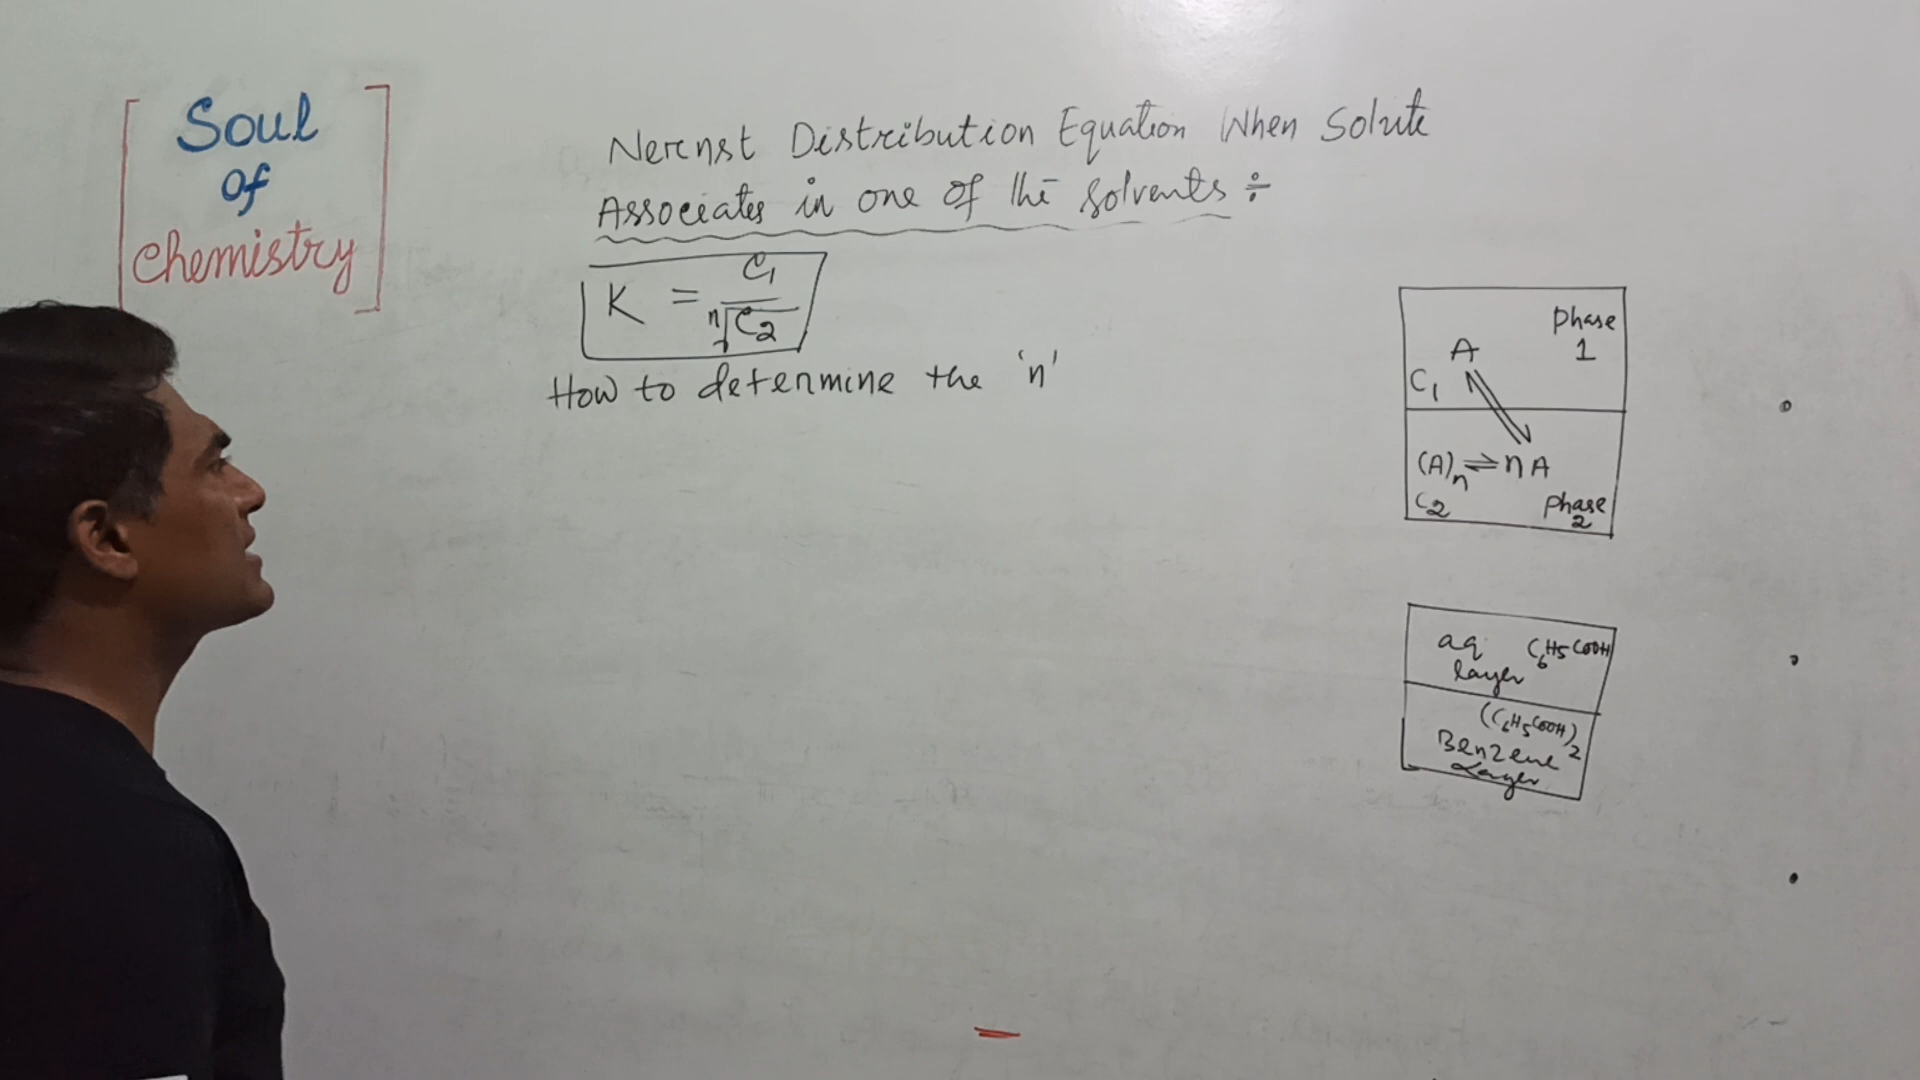 Soul
of
chemistry
Nernst Distribution Equation When Solute
Associates in one of the solvents ÷
K = C₁ / ⁿ√C₂
How to determine the 'n'
Phase
1
A
C₁
(A)ₙ ⇌ nA
C₂ Phase
2
aq C₆H₅COOH
layer
(C₆H₅COOH)₂
Benzene
Layer